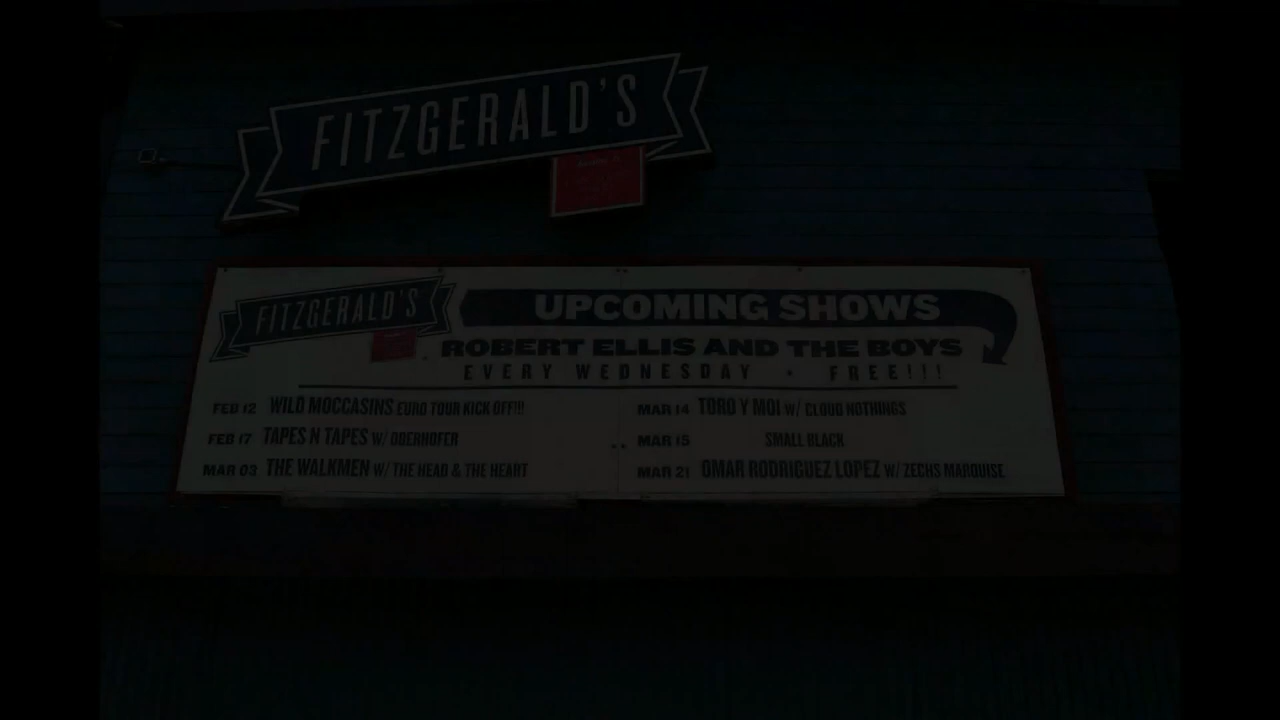 FITZGERALD'S
FITZGERALD'S
UPCOMING SHOWS
ROBERT ELLIS AND THE BOYS
EVERY WEDNESDAY • FREE!!!
FEB 12 WILD MOCCASINS EURO TOUR KICK OFF!!!
FEB 17 TAPES N TAPES W/ OBERHOFER
MAR 03 THE WALKMEN W/ THE HEAD & THE HEART
MAR 14 TORO Y MOI W/ CLOUD NOTHINGS
MAR 15 SMALL BLACK
MAR 21 OMAR RODRIGUEZ LOPEZ W/ ZECHS MARQUISE